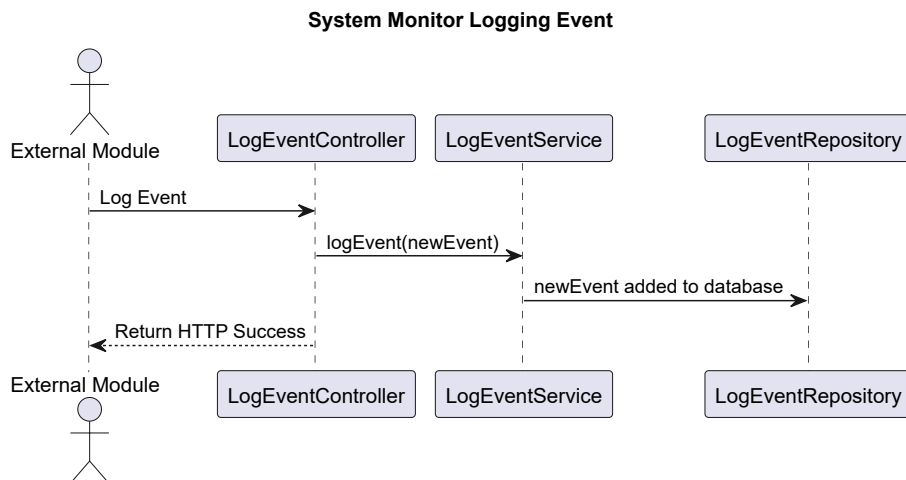 System Monitor Logging Event
External Module
LogEventController
LogEventService
LogEventRepository
Log Event
logEvent(newEvent)
newEvent added to database
Return HTTP Success
External Module
LogEventController
LogEventService
LogEventRepository